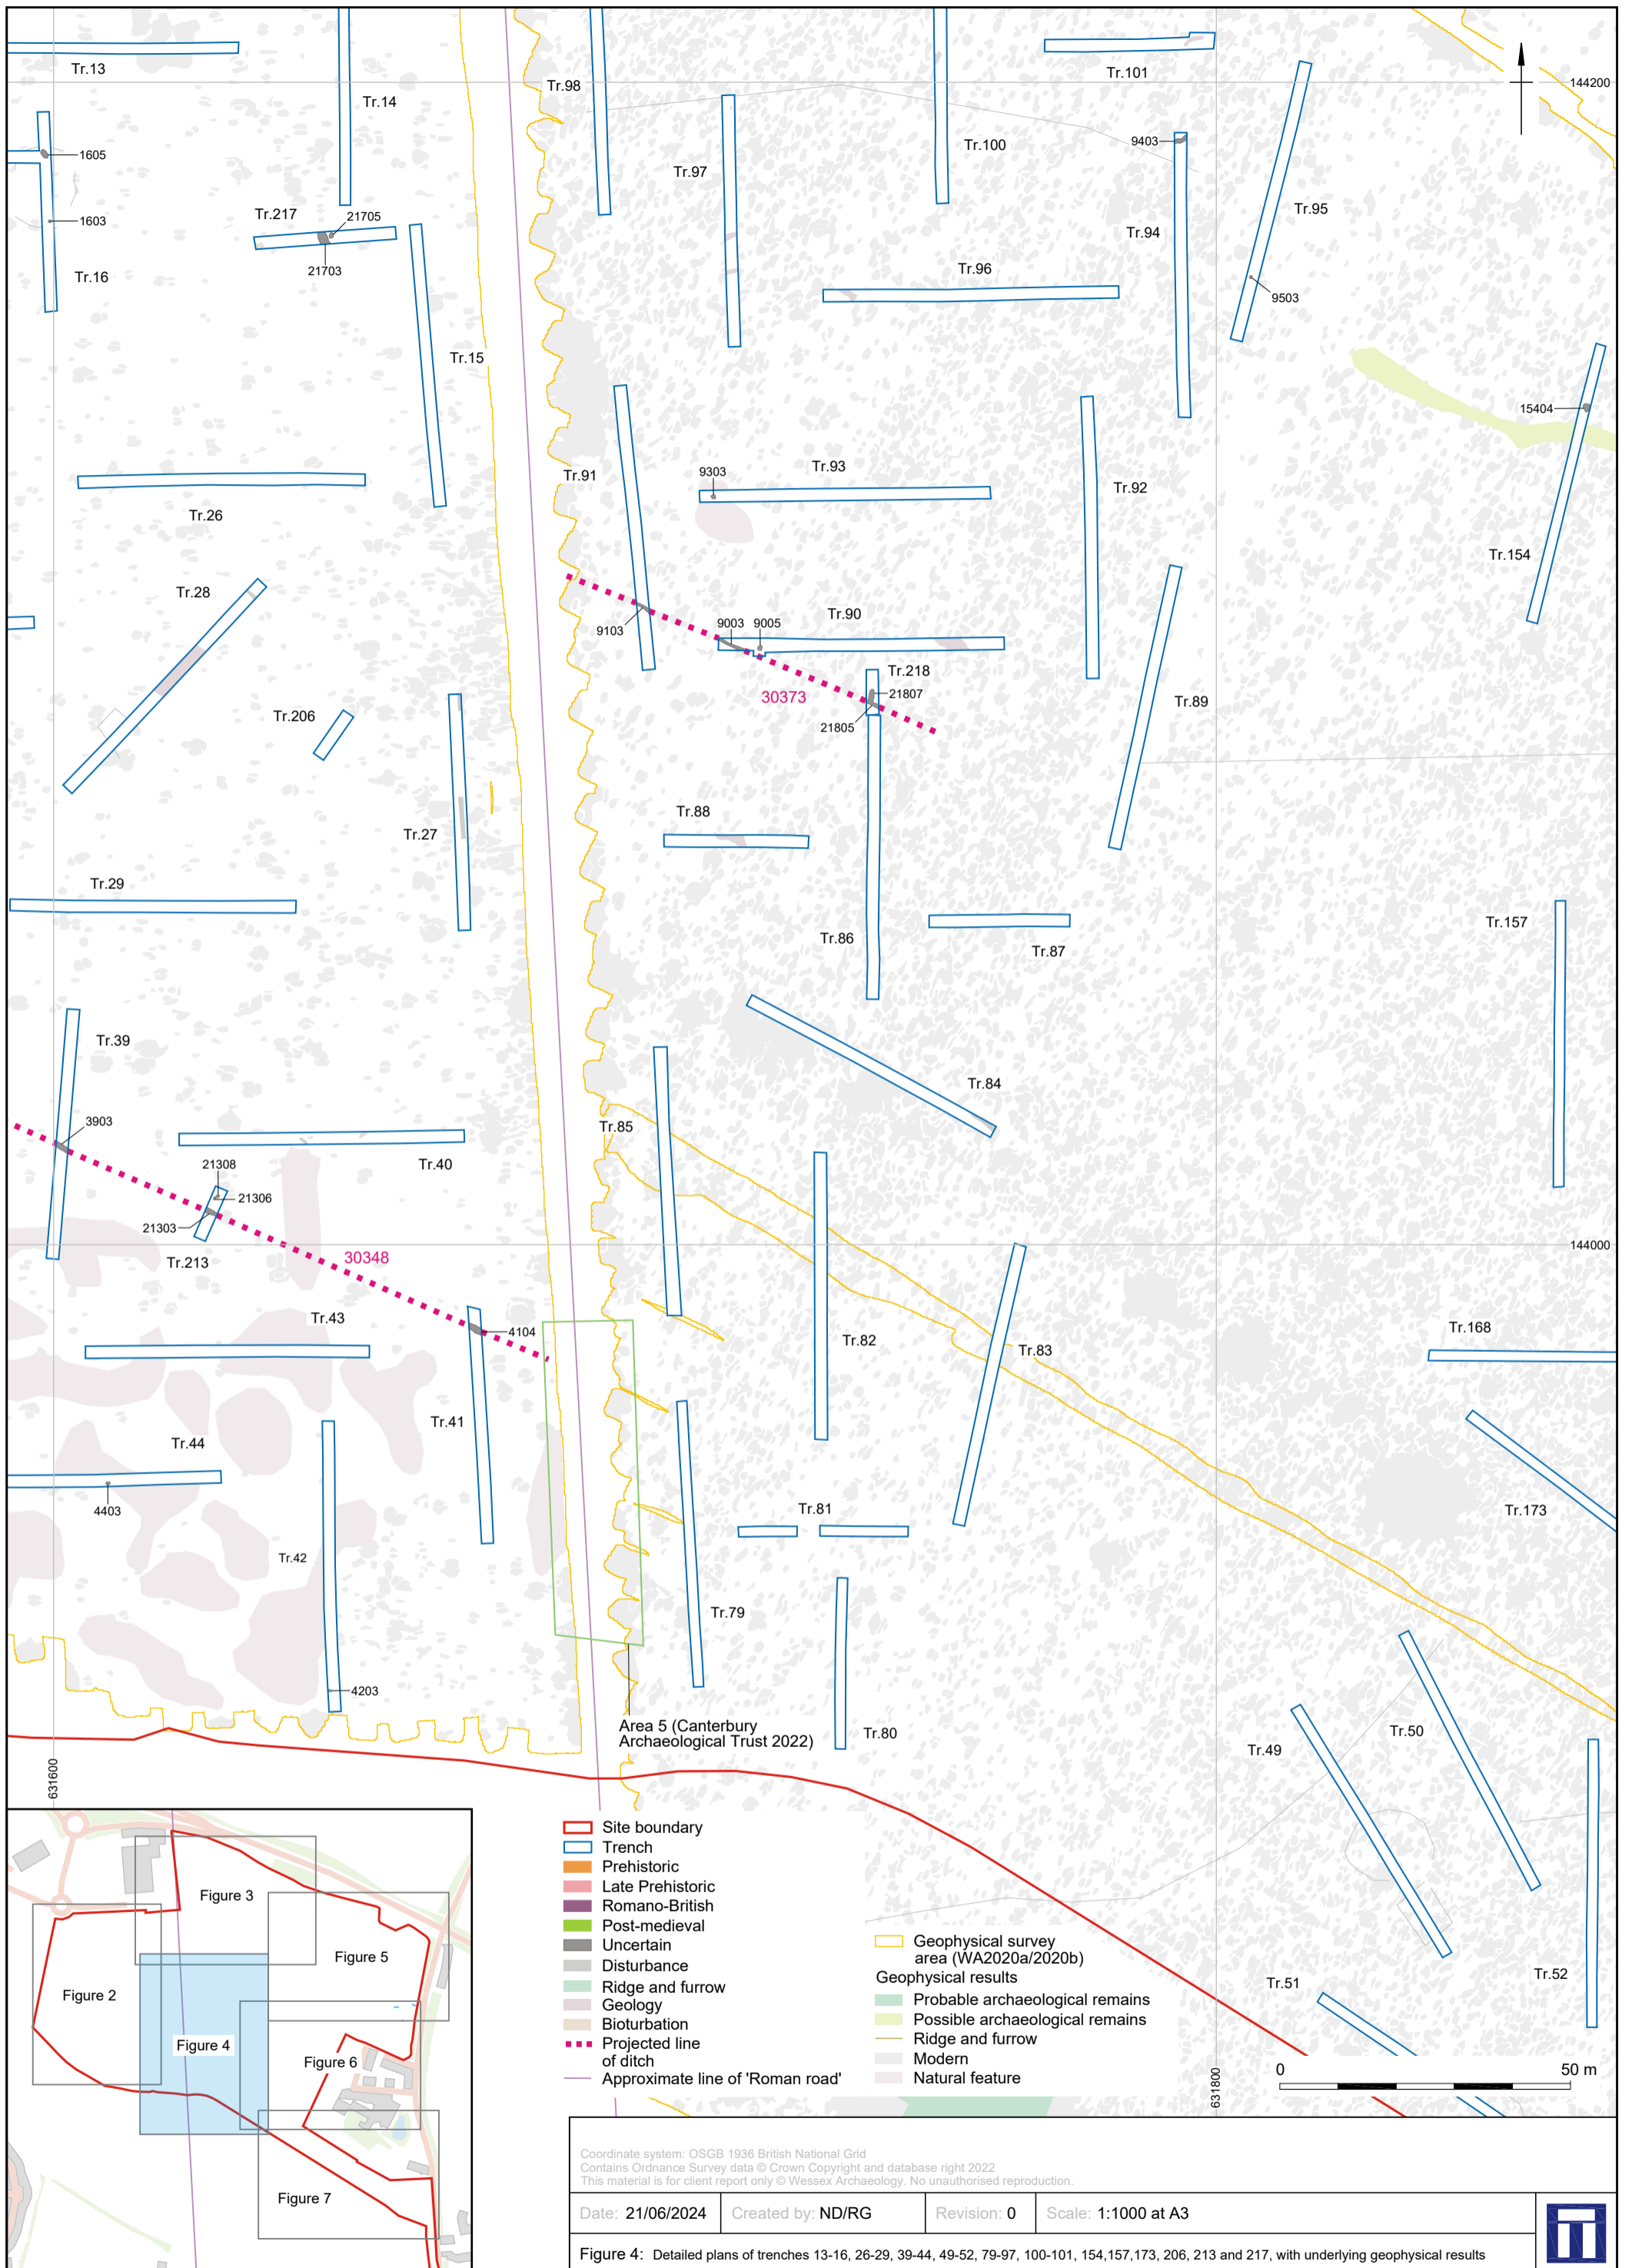 Tr.13
Tr.14
Tr.98
Tr.101
144200
1605
Tr.97
Tr.100
9403
1603
Tr.217
21705
Tr.94
Tr.95
21703
Tr.16
Tr.96
9503
Tr.15
15404
Tr.91
9303
Tr.93
Tr.92
Tr.26
Tr.154
Tr.28
9103
9003
9005
Tr.90
Tr.218
21807
30373
21805
Tr.89
Tr.206
Tr.27
Tr.88
Tr.29
Tr.86
Tr.87
Tr.157
Tr.39
Tr.84
3903
Tr.85
Tr.40
21308
21306
21303
Tr.213
30348
144000
Tr.43
4104
Tr.82
Tr.83
Tr.168
Tr.41
Tr.44
4403
Tr.81
Tr.173
Tr.42
Tr.79
4203
Area 5 (Canterbury
Archaeological Trust 2022)
Tr.80
Tr.49
Tr.50
631600
Tr.51
Tr.52
631800
Figure 3
Figure 5
Figure 2
Figure 4
Figure 6
Figure 7
Site boundary
Trench
Prehistoric
Late Prehistoric
Romano-British
Post-medieval
Uncertain
Disturbance
Ridge and furrow
Geology
Bioturbation
Projected line
of ditch
Approximate line of 'Roman road'
Geophysical survey
area (WA2020a/2020b)
Geophysical results
Probable archaeological remains
Possible archaeological remains
Ridge and furrow
Modern
Natural feature
0 50 m
Coordinate system: OSGB 1936 British National Grid
Contains Ordnance Survey data © Crown Copyright and database right 2022
This material is for client report only © Wessex Archaeology. No unauthorised reproduction.
Date: 21/06/2024 Created by: ND/RG Revision: 0 Scale: 1:1000 at A3
Figure 4: Detailed plans of trenches 13-16, 26-29, 39-44, 49-52, 79-97, 100-101, 154,157,173, 206, 213 and 217, with underlying geophysical results